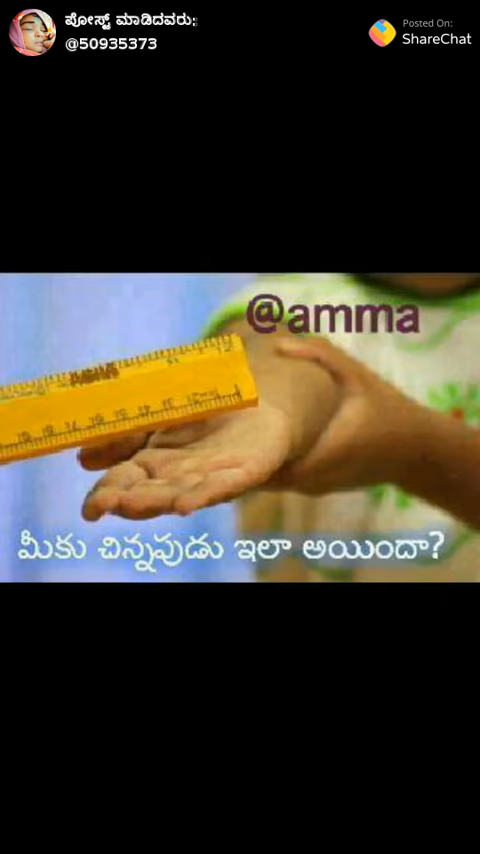 ಪೋಸ್ಟ್ ಮಾಡಿದವರು:
@50935373
Posted On:
ShareChat
@amma
మీకు చిన్నపుడు ఇలా అయిందా?